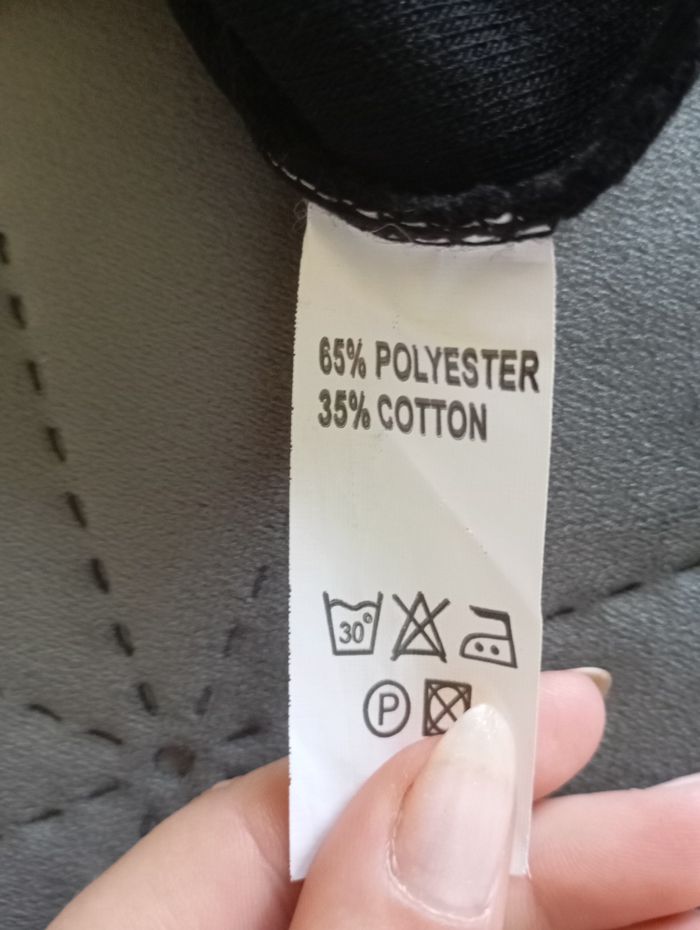 65% POLYESTER
35% COTTON
30°
P